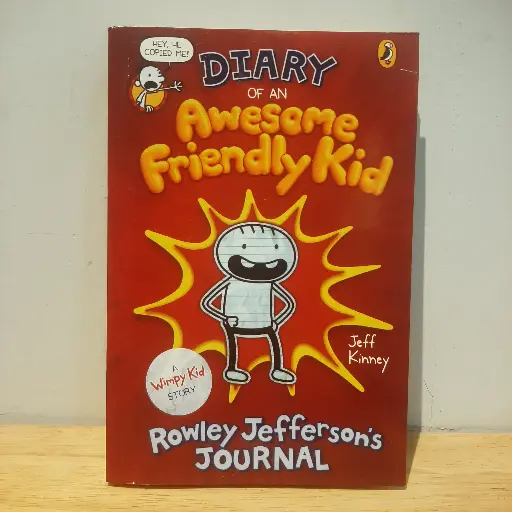 HEY, HE
COPIED ME!
DIARY
OF AN
Awesome
Friendly Kid
Jeff
Kinney
A
Wimpy Kid
STORY
Rowley Jefferson's
JOURNAL